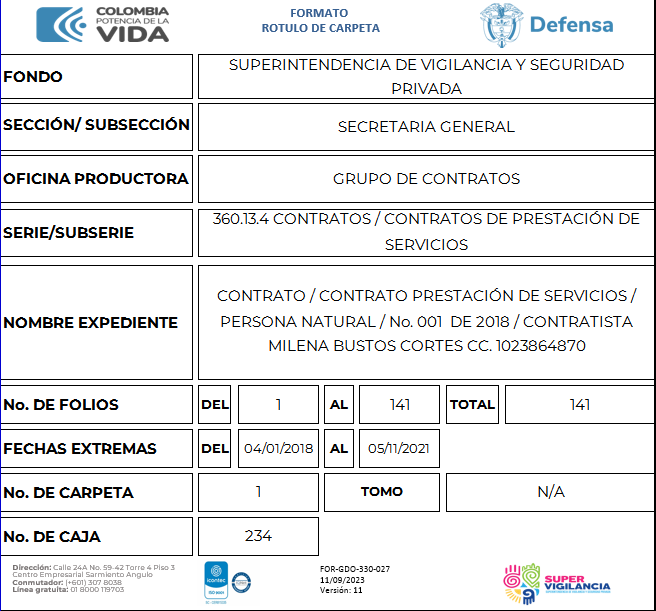 COLOMBIA
POTENCIA DE LA
VIDA
FORMATO
ROTULO DE CARPETA
Defensa
FONDO
SUPERINTENDENCIA DE VIGILANCIA Y SEGURIDAD
PRIVADA
SECCIÓN/ SUBSECCIÓN
SECRETARIA GENERAL
OFICINA PRODUCTORA
GRUPO DE CONTRATOS
SERIE/SUBSERIE
360.13.4 CONTRATOS / CONTRATOS DE PRESTACIÓN DE
SERVICIOS
NOMBRE EXPEDIENTE
CONTRATO / CONTRATO PRESTACIÓN DE SERVICIOS /
PERSONA NATURAL / No. 001 DE 2018 / CONTRATISTA
MILENA BUSTOS CORTES CC. 1023864870
No. DE FOLIOS DEL 1 AL 141 TOTAL 141
FECHAS EXTREMAS DEL 04/01/2018 AL 05/11/2021
No. DE CARPETA 1 TOMO N/A
No. DE CAJA 234
Dirección: Calle 24A No. 59-42 Torre 4 Piso 3
Centro Empresarial Sarmiento Angulo
Conmutador: (+601) 307 8038
Línea gratuita: 01 8000 119703
icontec
ISO 9001
FOR-GDO-330-027
11/09/2023
Versión: 11
SUPER
VIGILANCIA